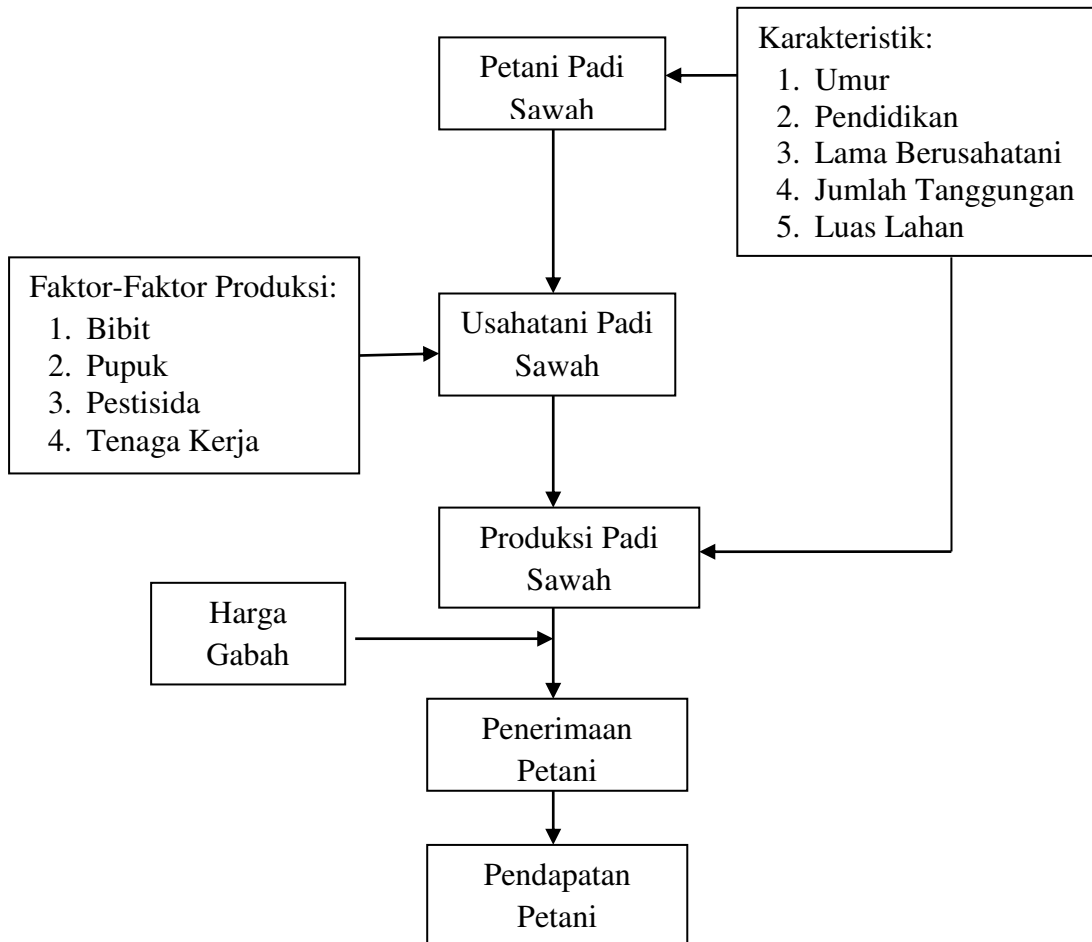 Petani Padi
Sawah
Karakteristik:
1. Umur
2. Pendidikan
3. Lama Berusahatani
4. Jumlah Tanggungan
5. Luas Lahan
Faktor-Faktor Produksi:
1. Bibit
2. Pupuk
3. Pestisida
4. Tenaga Kerja
Usahatani Padi
Sawah
Produksi Padi
Sawah
Harga
Gabah
Penerimaan
Petani
Pendapatan
Petani